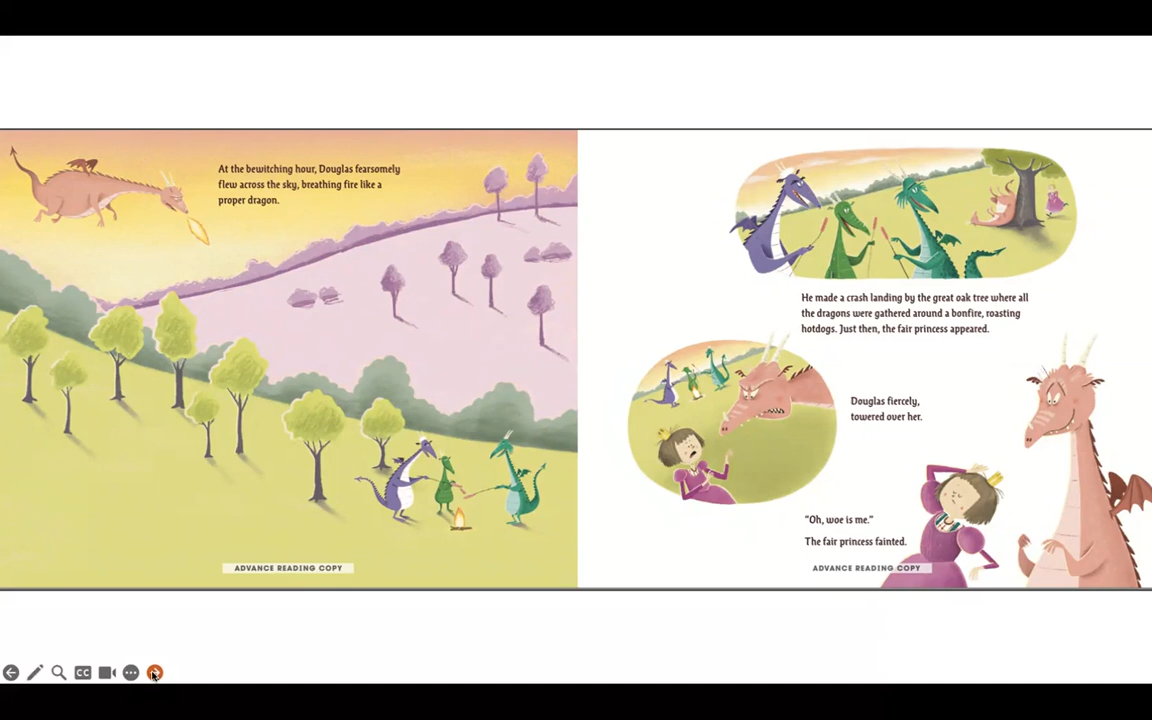 At the bewitching hour, Douglas fearsomely
flew across the sky, breathing fire like a
proper dragon.
ADVANCE READING COPY
He made a crash landing by the great oak tree where all
the dragons were gathered around a bonfire, roasting
hotdogs. Just then, the fair princess appeared.
Douglas fiercely,
towered over her.
"Oh, woe is me."
The fair princess fainted.
ADVANCE READING COPY
CC